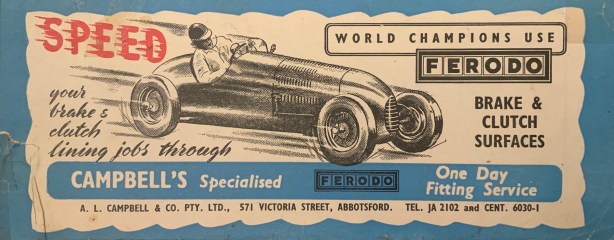 SPEED
your
brake &
clutch
lining jobs through
WORLD CHAMPIONS USE
FERODO
BRAKE &
CLUTCH
SURFACES
CAMPBELL'S Specialised FERODO One Day
Fitting Service
A. L. CAMPBELL & CO. PTY. LTD., 571 VICTORIA STREET, ABBOTSFORD. TEL. JA 2102 and CENT. 6030-1